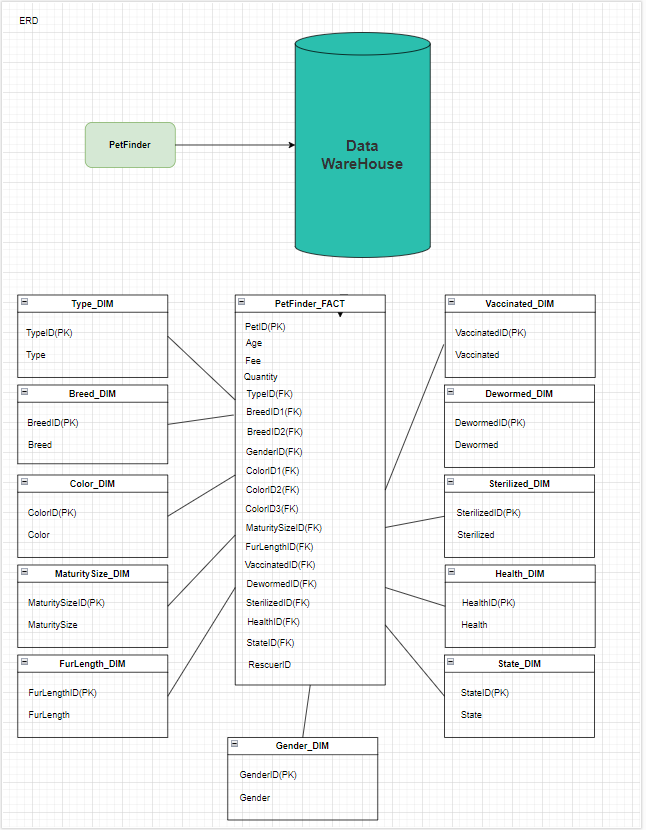 ERD
PetFinder
Data
WareHouse
Type_DIM
TypeID(PK)
Type
Breed_DIM
BreedID(PK)
Breed
Color_DIM
ColorID(PK)
Color
MaturitySize_DIM
MaturitySizeID(PK)
MaturitySize
FurLength_DIM
FurLengthID(PK)
FurLength
PetFinder_FACT
PetID(PK)
Age
Fee
Quantity
TypeID(FK)
BreedID1(FK)
BreedID2(FK)
GenderID(FK)
ColorID1(FK)
ColorID2(FK)
ColorID3(FK)
MaturitySizeID(FK)
FurLengthID(FK)
VaccinatedID(FK)
DewormedID(FK)
SterilizedID(FK)
HealthID(FK)
StateID(FK)
RescuerID
Vaccinated_DIM
VaccinatedID(PK)
Vaccinated
Dewormed_DIM
DewormedID(PK)
Dewormed
Sterilized_DIM
SterilizedID(PK)
Sterilized
Health_DIM
HealthID(PK)
Health
State_DIM
StateID(PK)
State
Gender_DIM
GenderID(PK)
Gender